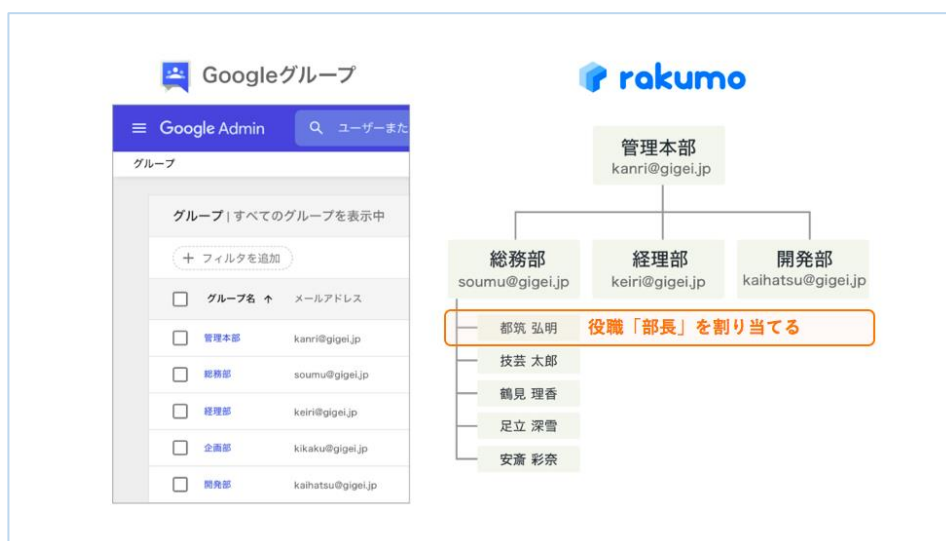 Googleグループ
Google Admin
ユーザーまた
グループ
グループ | すべてのグループを表示中
+ フィルタを追加
グループ名 ↑ メールアドレス
管理本部 kanri@gigei.jp
総務部 soumu@gigei.jp
経理部 keiri@gigei.jp
企画部 kikaku@gigei.jp
開発部 kaihatsu@gigei.jp
rakumo
管理本部
kanri@gigei.jp
総務部
soumu@gigei.jp
経理部
keiri@gigei.jp
開発部
kaihatsu@gigei.jp
都筑 弘明
役職「部長」を割り当てる
技芸 太郎
鶴見 理香
足立 深雪
安斎 彩奈